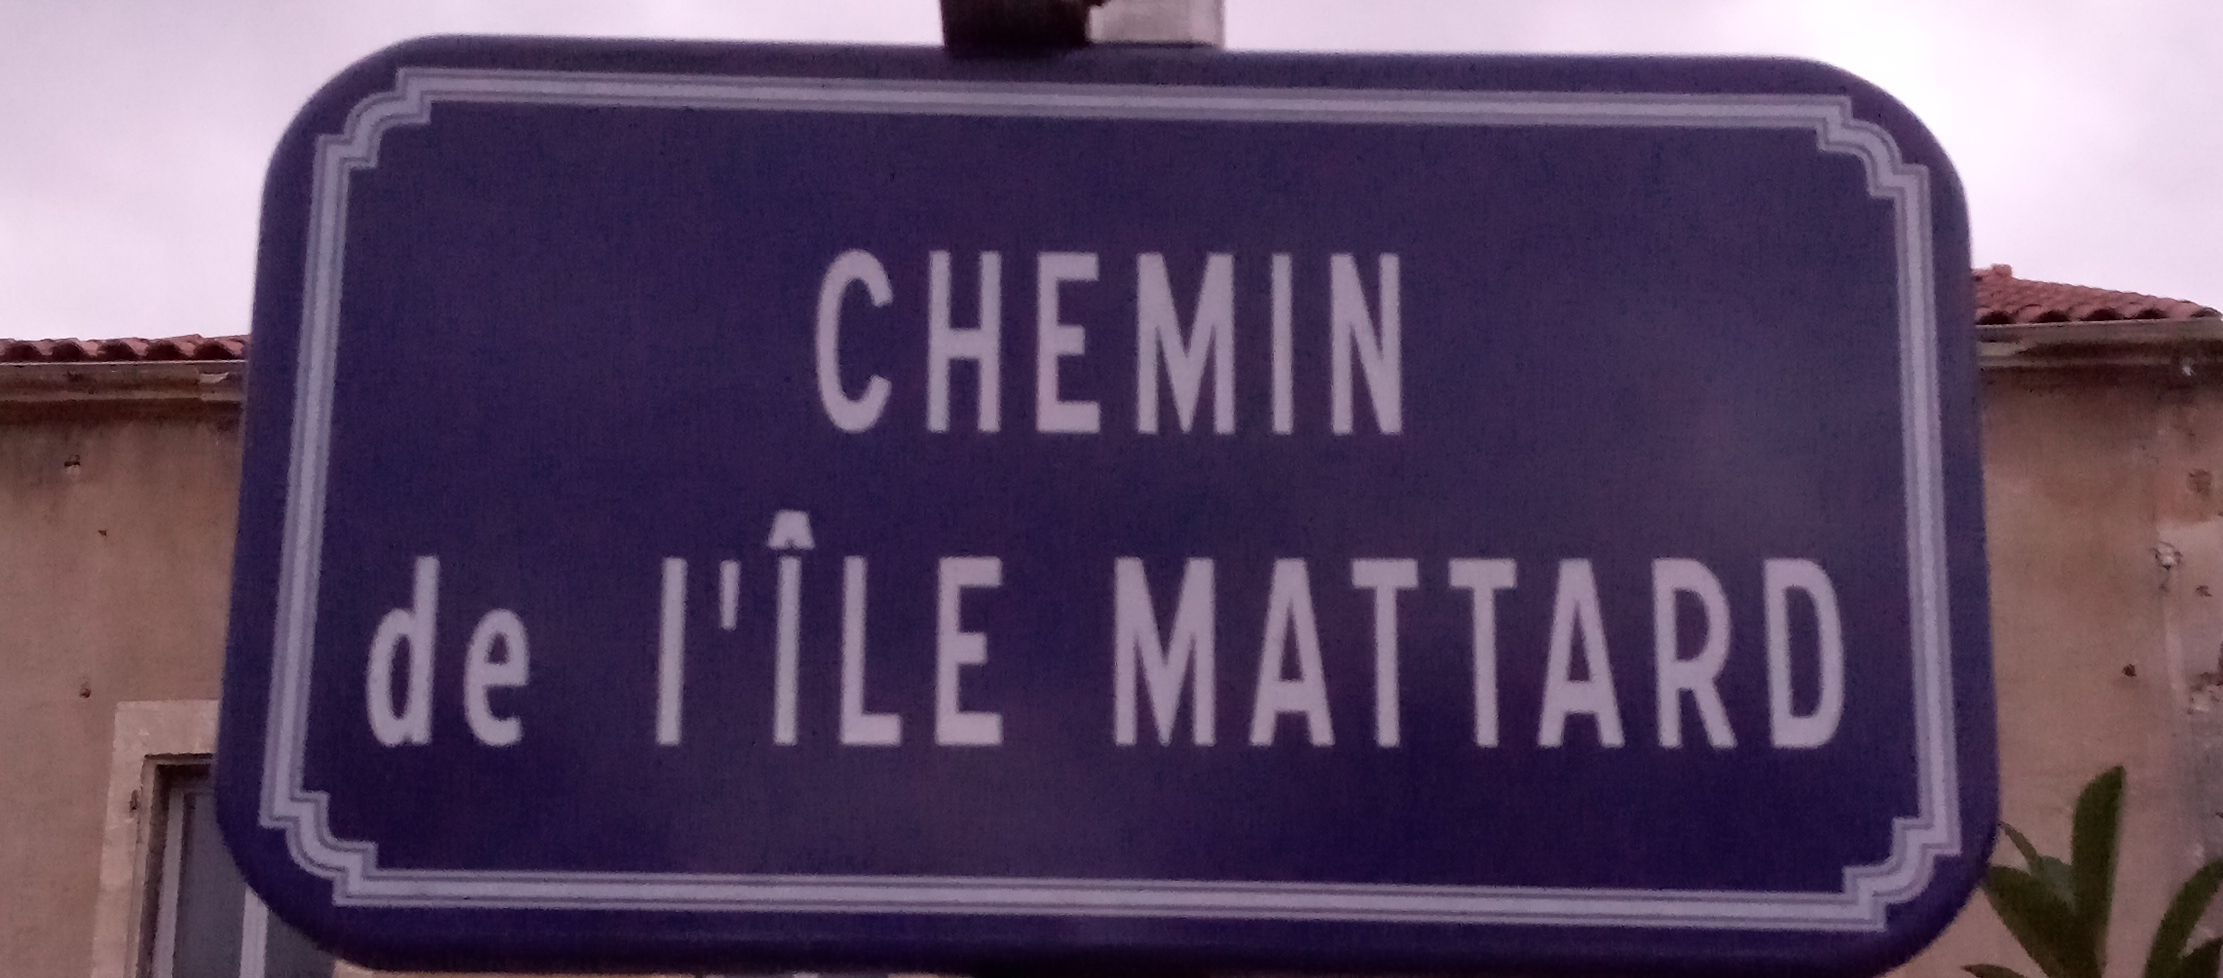 CHEMIN
de l'ÎLE MATTARD